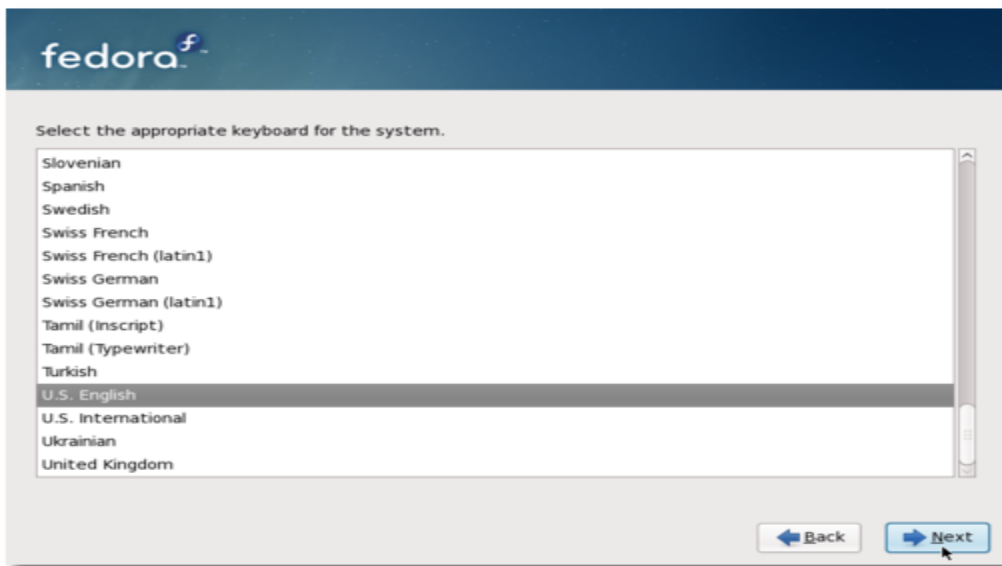 fedora
Select the appropriate keyboard for the system.
Slovenian
Spanish
Swedish
Swiss French
Swiss French (latin1)
Swiss German
Swiss German (latin1)
Tamil (Inscript)
Tamil (Typewriter)
Turkish
U.S. English
U.S. International
Ukrainian
United Kingdom
Back
Next